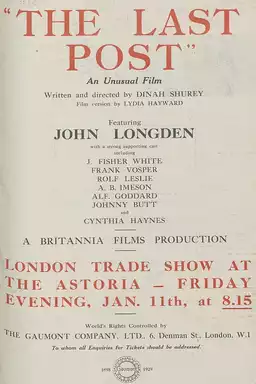 "THE LAST
POST"
An Unusual Film
Written and directed by DINAH SHUREY
Film version by LYDIA HAYWARD
Featuring
JOHN LONGDEN
with a strong supporting cast
including
J. FISHER WHITE
FRANK VOSPER
ROLF LESLIE
A. B. IMESON
ALF. GODDARD
JOHNNY BUTT
and
CYNTHIA HAYNES
A BRITANNIA FILMS PRODUCTION
LONDON TRADE SHOW AT
THE ASTORIA — FRIDAY
EVENING, JAN. 11th, at 8.15
World's Rights Controlled by
THE GAUMONT COMPANY, LTD., 6, Denman St., London, W.1
To whom all Enquiries for Tickets should be addressed.
1898 1929